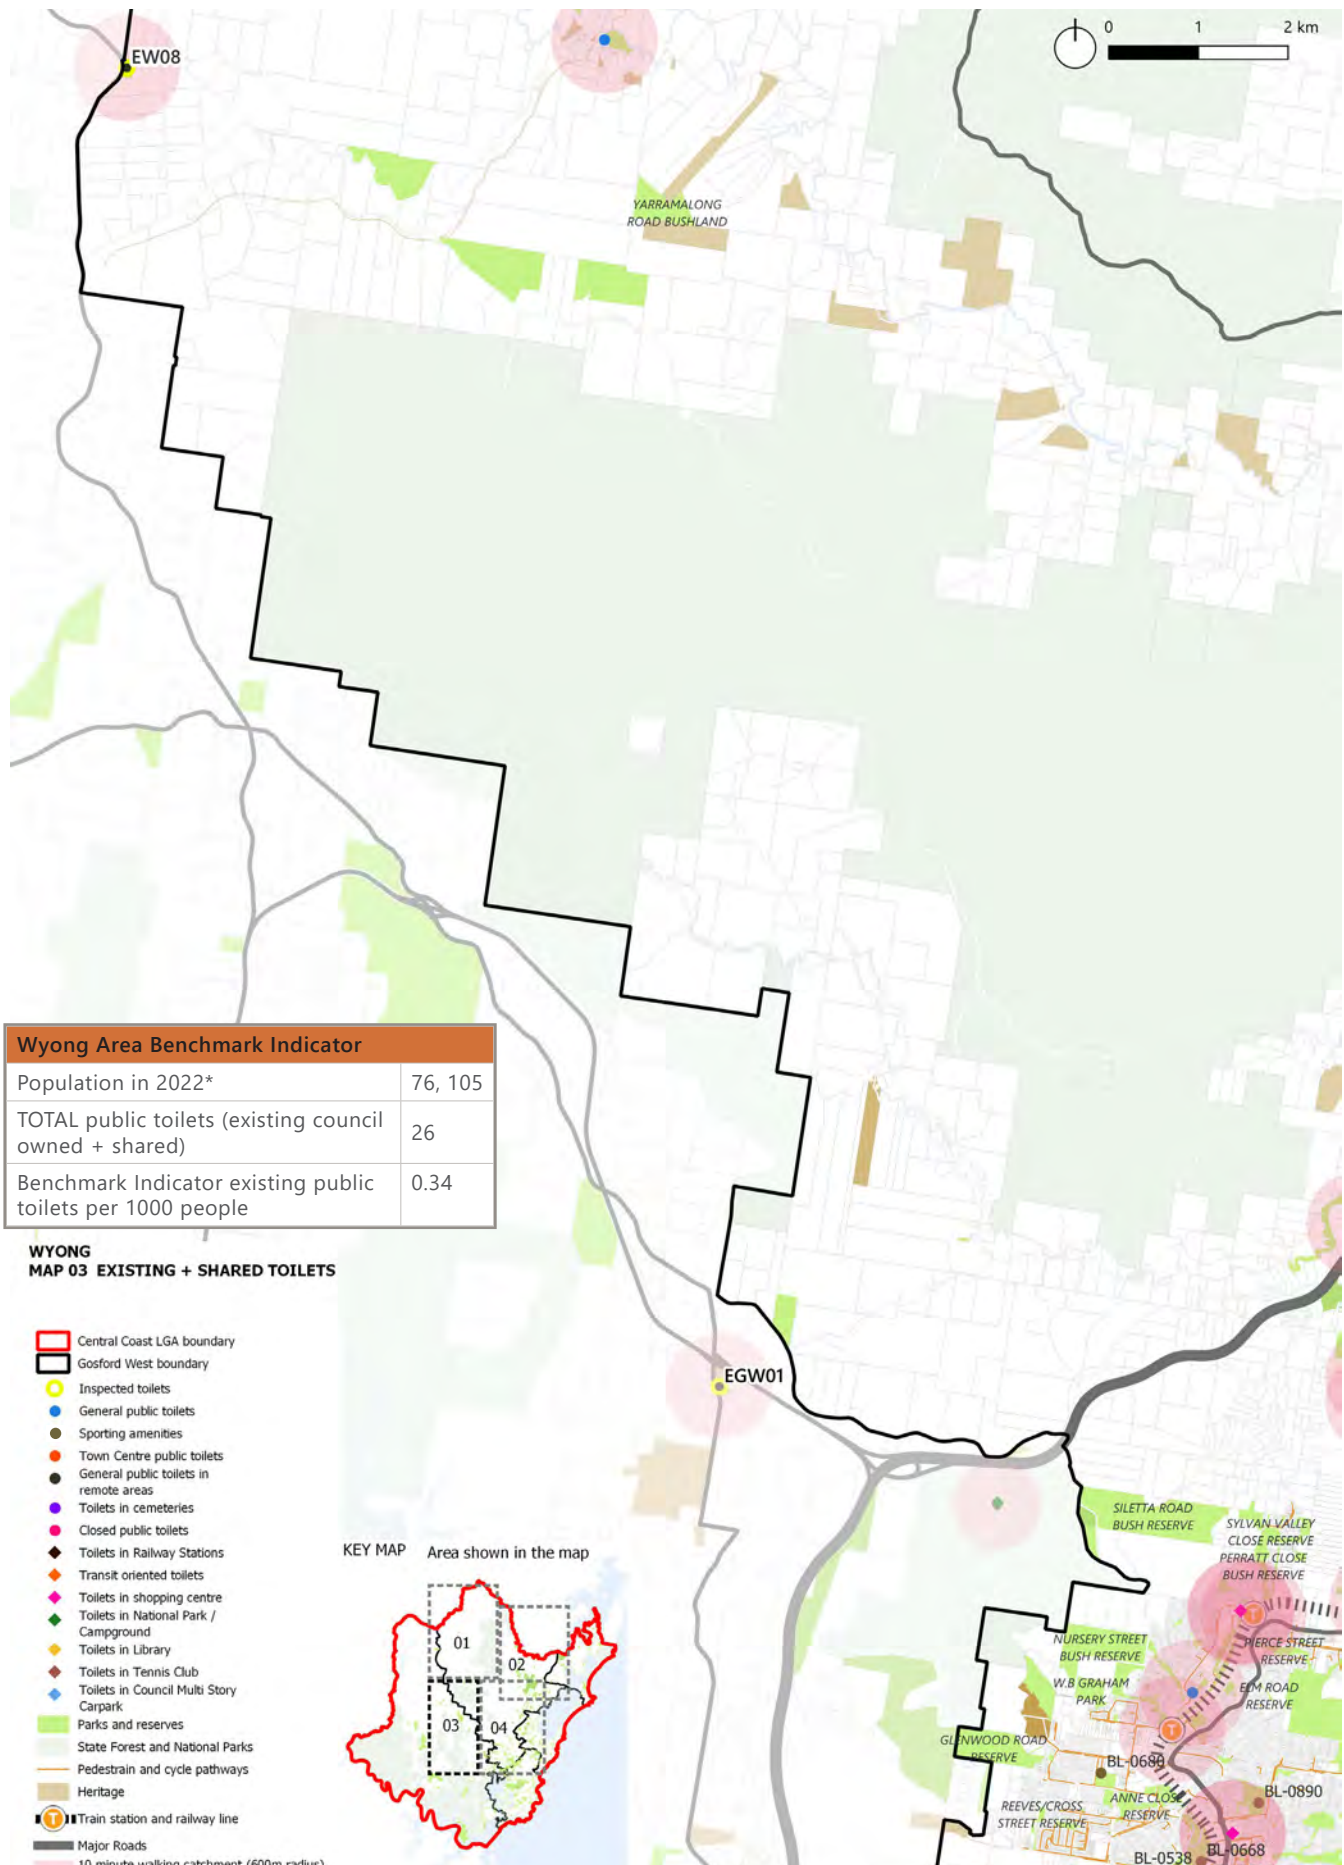 EW08
0 1 2 km
YARRAMALONG
ROAD BUSHLAND
Wyong Area Benchmark Indicator
Population in 2022* 76, 105
TOTAL public toilets (existing council
owned + shared) 26
Benchmark Indicator existing public
toilets per 1000 people 0.34
WYONG
MAP 03 EXISTING + SHARED TOILETS
Central Coast LGA boundary
Gosford West boundary
Inspected toilets
General public toilets
Sporting amenities
Town Centre public toilets
General public toilets in
remote areas
Toilets in cemeteries
Closed public toilets
Toilets in Railway Stations
Transit oriented toilets
Toilets in shopping centre
Toilets in National Park /
Campground
Toilets in Library
Toilets in Tennis Club
Toilets in Council Multi Story
Carpark
Parks and reserves
State Forest and National Parks
Pedestrain and cycle pathways
Heritage
T Train station and railway line
Major Roads
10 minute walking catchment (600m radius)
KEY MAP Area shown in the map
01
02
03
04
EGW01
SILETTA ROAD
BUSH RESERVE
SYLVAN VALLEY
CLOSE RESERVE
PERRATT CLOSE
BUSH RESERVE
T
NURSERY STREET
BUSH RESERVE
PIERCE STREET
RESERVE
W.B GRAHAM
PARK
ELM ROAD
RESERVE
T
GLENWOOD ROAD
RESERVE
BL-0680
BL-0890
REEVES/CROSS
STREET RESERVE
ANNE CLOSE
RESERVE
BL-0538
BL-0668